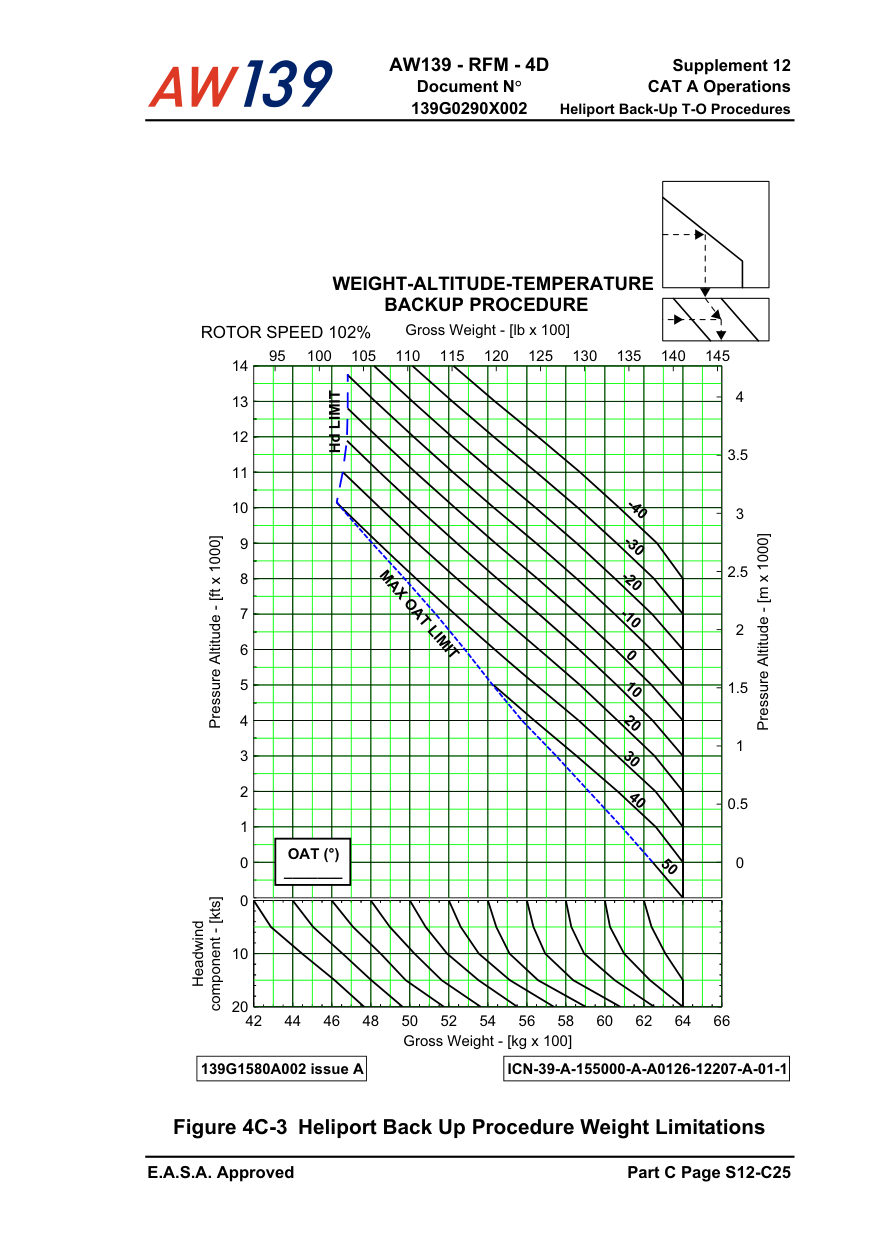 AW139
AW139 - RFM - 4D
Document N°
139G0290X002
Supplement 12
CAT A Operations
Heliport Back-Up T-O Procedures
WEIGHT-ALTITUDE-TEMPERATURE
BACKUP PROCEDURE
ROTOR SPEED 102%
Gross Weight - [lb x 100]
95 100 105 110 115 120 125 130 135 140 145
14
13
12
11
10
9
8
7
6
5
4
3
2
1
0
Pressure Altitude - [ft x 1000]
Hd LIMIT
MAX OAT LIMIT
-40
-30
-20
-10
0
10
20
30
40
50
OAT (°)
4
3.5
3
2.5
2
1.5
1
0.5
0
Pressure Altitude - [m x 1000]
Headwind
component - [kts]
0
10
20
42 44 46 48 50 52 54 56 58 60 62 64 66
Gross Weight - [kg x 100]
139G1580A002 issue A
ICN-39-A-155000-A-A0126-12207-A-01-1
Figure 4C-3 Heliport Back Up Procedure Weight Limitations
E.A.S.A. Approved
Part C Page S12-C25